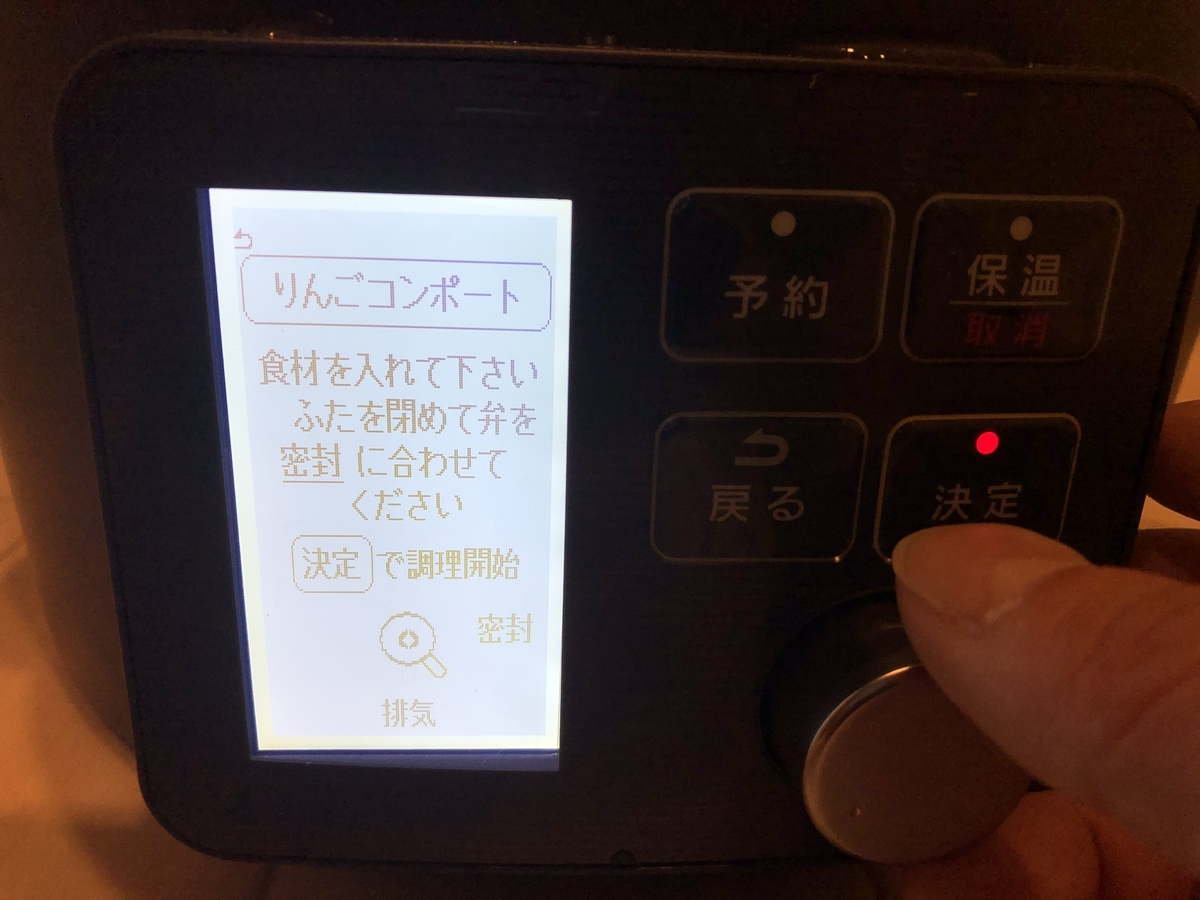 りんごコンポート
食材を入れて下さい
ふたを閉めて弁を
密封 に合わせて
ください
決定 で調理開始
密封
排気
予約
保温
取消
戻る
決定